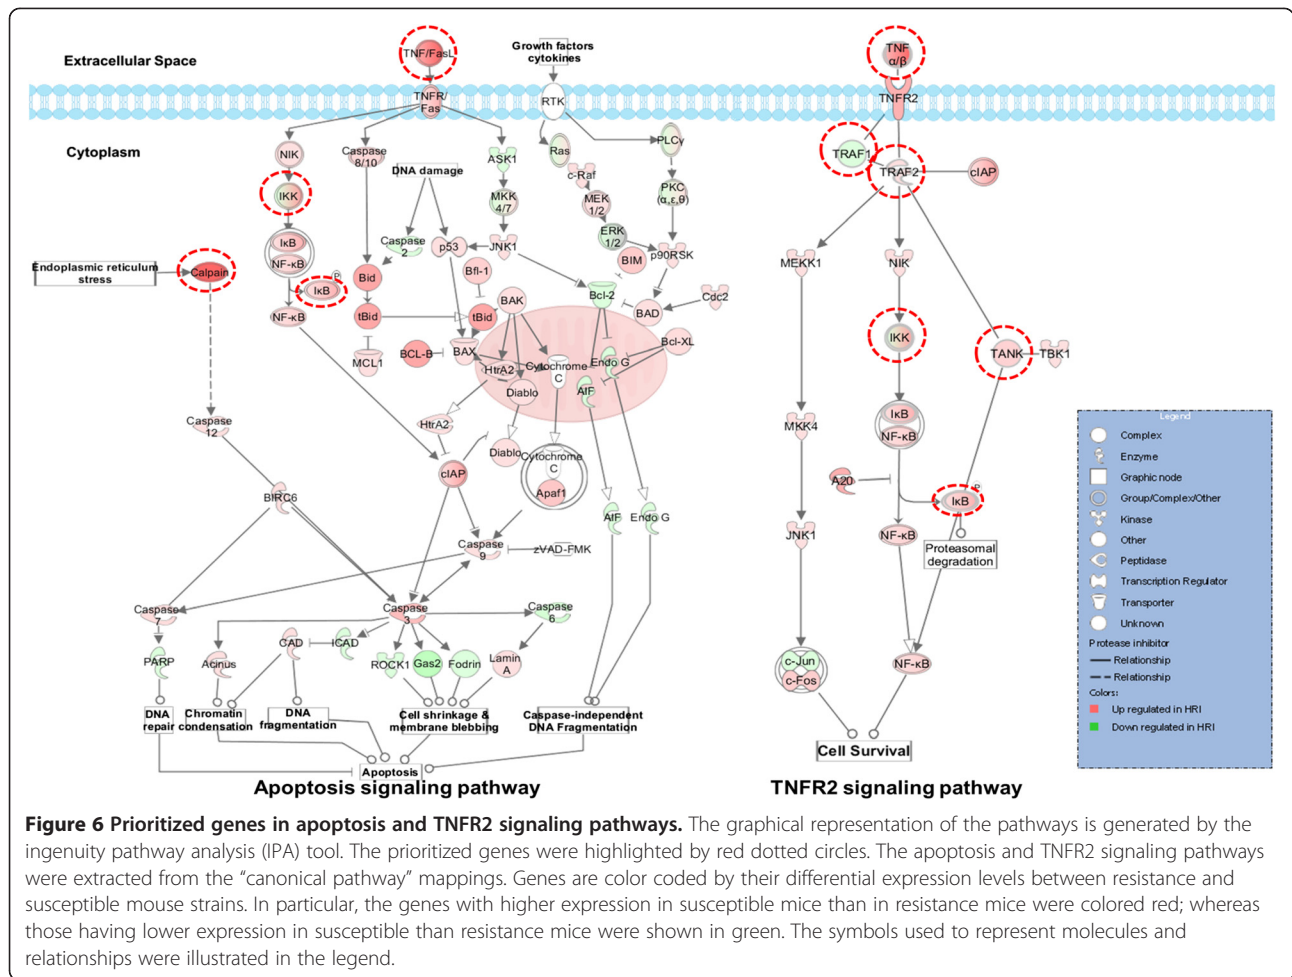 Extracellular Space
TNF/FasL
Growth factors
cytokines
TNF
α/β
TNFR/
Fas
RTK
TNFR2
Cytoplasm
NIK
Caspase
8/10
DNA damage
ASK1
Ras
PLCγ
c-Raf
TRAF1
TRAF2
cIAP
IKK
MKK
4/7
MEK
1/2
PKC
(α,ε,θ)
IκB
NF-κB
Caspase
2
p53
JNK1
ERK
1/2
BIM
p90RSK
MEKK1
NIK
Endoplasmic reticulum
stress
Calpain
IκB
P
Bid
Bfl-1
Bcl-2
Cdc2
NF-κB
tBid
tBid
BAK
BAD
IKK
TANK
TBK1
MCL1
BCL-B
BAX
HtrA2
Cytochrome
C
Endo G
Bcl-XL
Diablo
AIF
Caspase
12
HtrA2
Diablo
Cytochrome
C
MKK4
IκB
NF-κB
cIAP
Apaf1
A20
IκB
P
BIRC6
AIF
Endo G
JNK1
NF-κB
Proteasomal
degradation
Caspase
9
zVAD-FMK
Caspase
7
Caspase
3
Caspase
6
PARP
Acinus
CAD
ICAD
ROCK1
Gas2
Fodrin
Lamin
A
c-Jun
c-Fos
NF-κB
DNA
repair
Chromatin
condensation
DNA
fragmentation
Cell shrinkage &
membrane blebbing
Caspase-independent
DNA Fragmentation
Cell Survival
Apoptosis
Legend
Complex
Enzyme
Graphic node
Group/Complex/Other
Kinase
Other
Peptidase
Transcription Regulator
Transporter
Unknown
Protease inhibitor
Relationship
Relationship
Colors:
Up regulated in HRI
Down regulated in HRI
Apoptosis signaling pathway
TNFR2 signaling pathway
Figure 6 Prioritized genes in apoptosis and TNFR2 signaling pathways. The graphical representation of the pathways is generated by the
ingenuity pathway analysis (IPA) tool. The prioritized genes were highlighted by red dotted circles. The apoptosis and TNFR2 signaling pathways
were extracted from the “canonical pathway” mappings. Genes are color coded by their differential expression levels between resistance and
susceptible mouse strains. In particular, the genes with higher expression in susceptible mice than in resistance mice were colored red; whereas
those having lower expression in susceptible than resistance mice were shown in green. The symbols used to represent molecules and
relationships were illustrated in the legend.